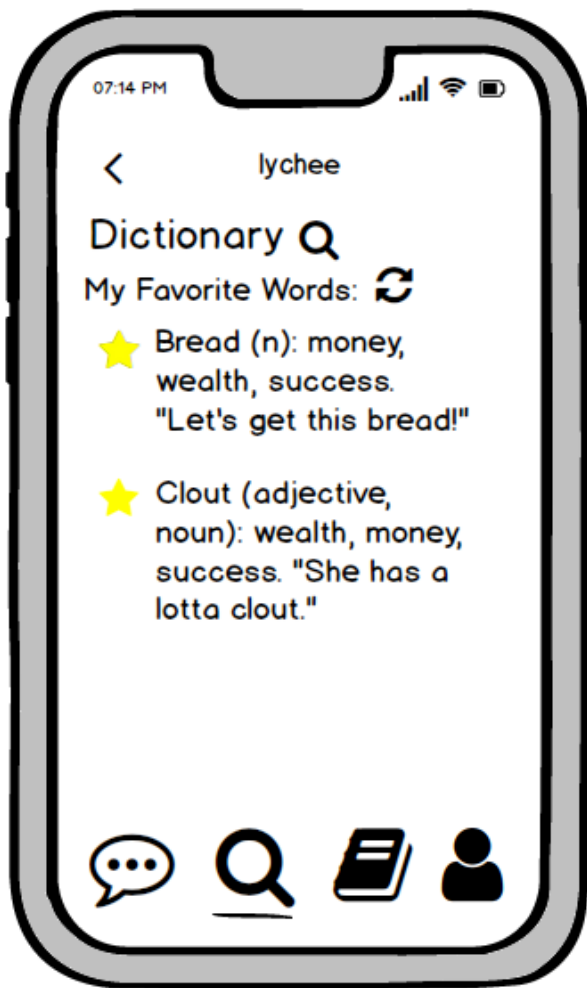 07:14 PM
lychee
Dictionary
My Favorite Words:
Bread (n): money,
wealth, success.
"Let's get this bread!"
Clout (adjective,
noun): wealth, money,
success. "She has a
lotta clout."